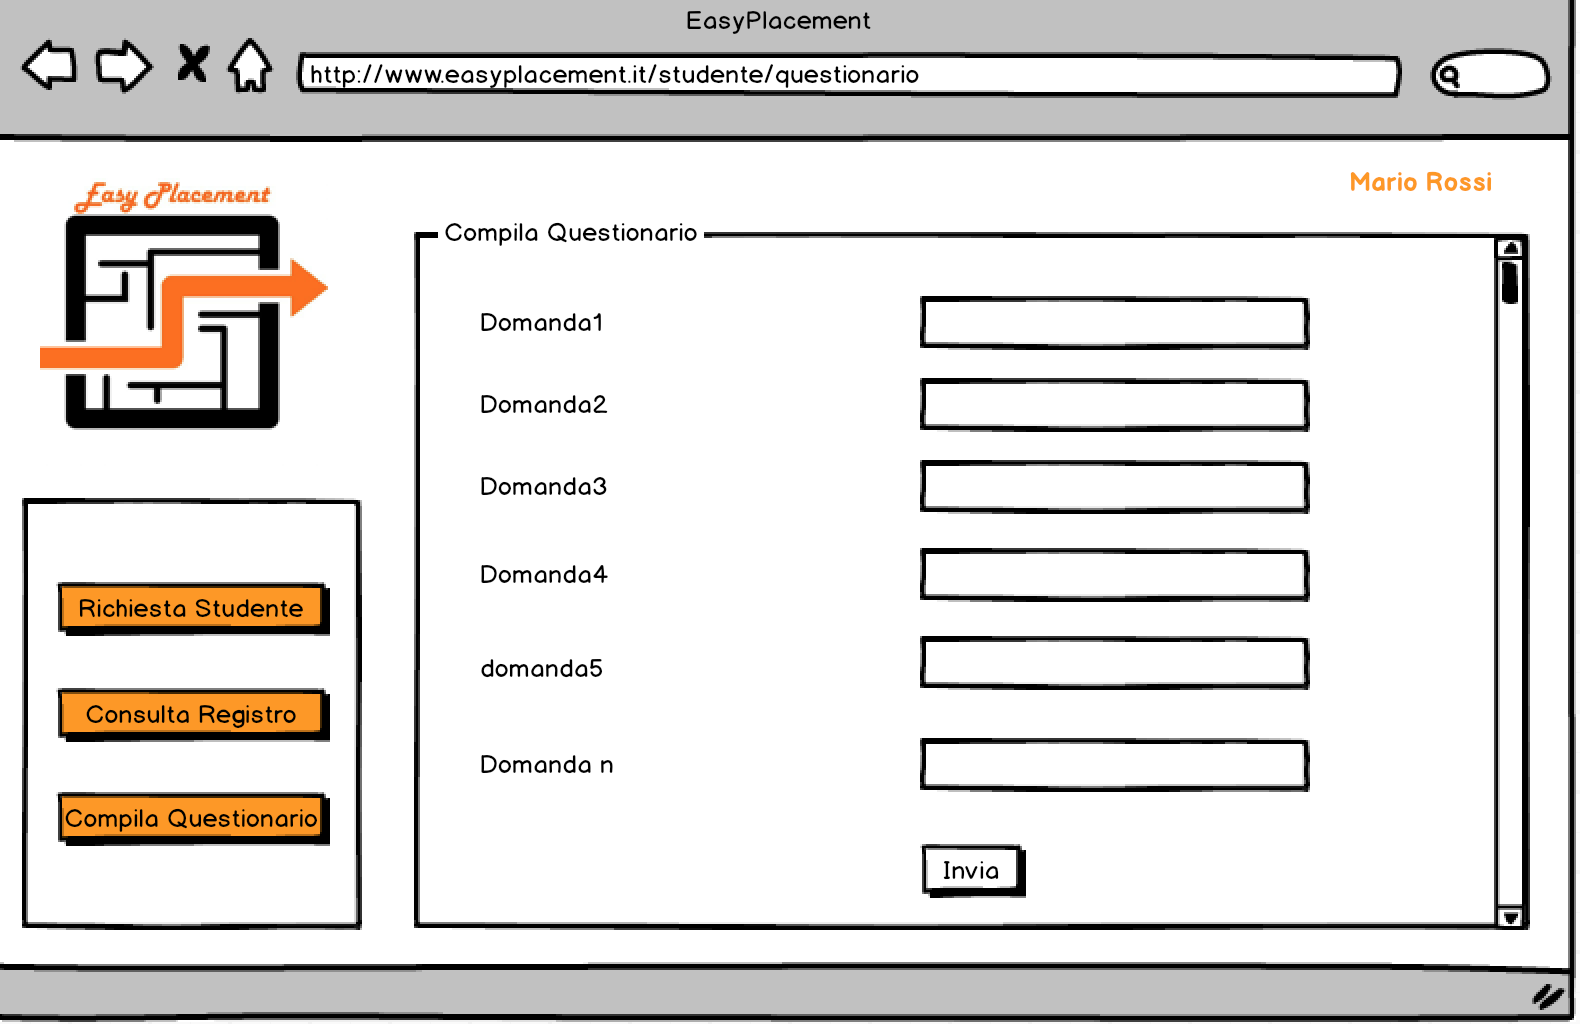 EasyPlacement
http://www.easyplacement.it/studente/questionario
Easy Placement
Mario Rossi
Compila Questionario
Domanda1
Domanda2
Domanda3
Domanda4
domanda5
Domanda n
Invia
Richiesta Studente
Consulta Registro
Compila Questionario